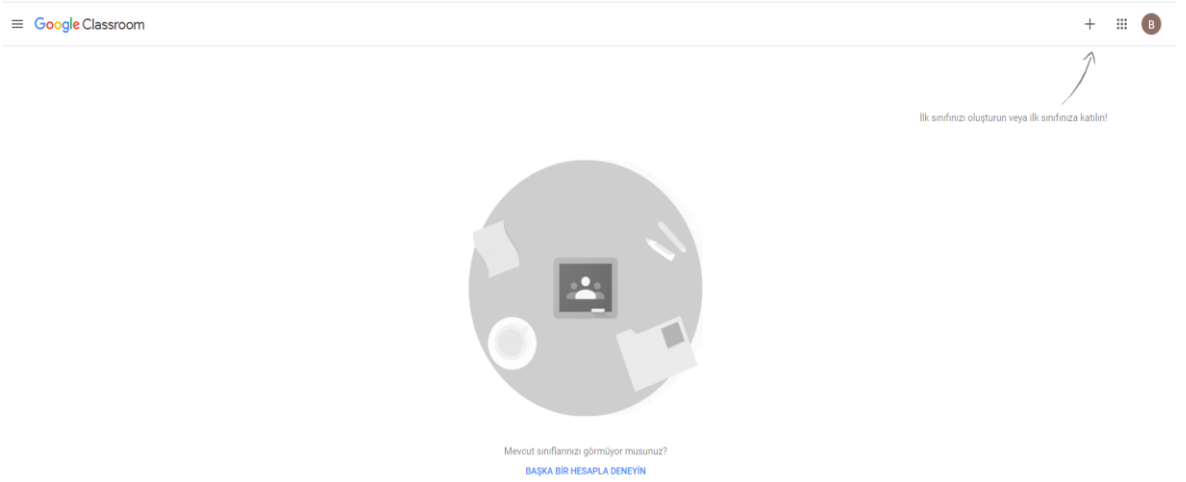 Google Classroom
B
İlk sınıfınızı oluşturun veya ilk sınıfınıza katılın!
Mevcut sınıflarınızı görmüyor musunuz?
BAŞKA BİR HESAPLA DENEYİN